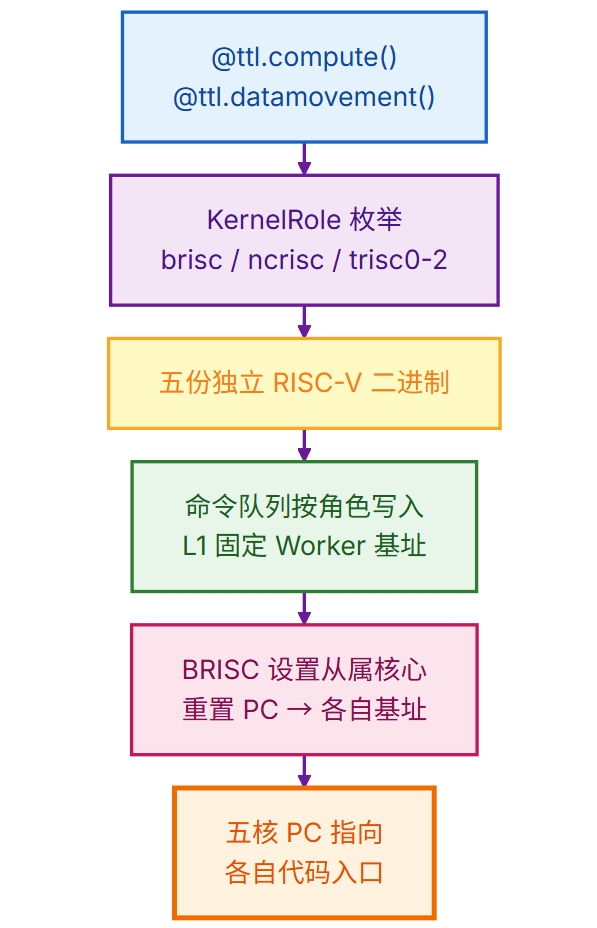 @ttl.compute()
@ttl.datamovement()
KernelRole 枚举
brisc / ncrisc / trisc0-2
五份独立 RISC-V 二进制
命令队列按角色写入
L1 固定 Worker 基址
BRISC 设置从属核心
重置 PC → 各自基址
五核 PC 指向
各自代码入口